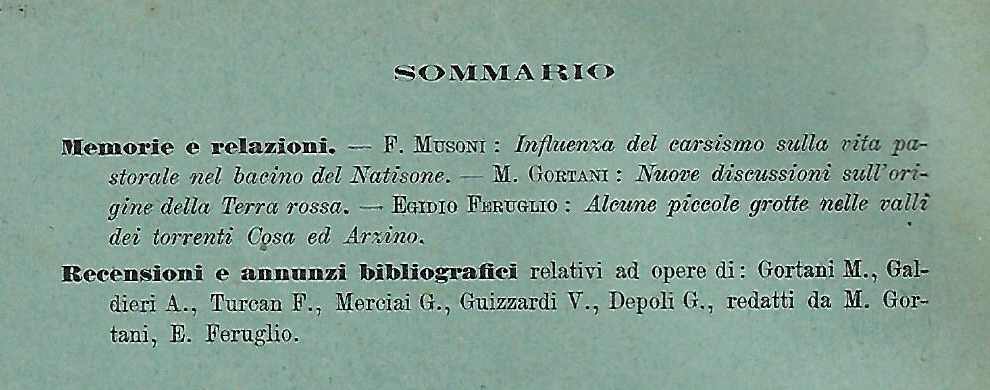 SOMMARIO
Memorie e relazioni. — F. Musoni : Influenza del carsismo sulla vita pa-
storale nel bacino del Natisone. — M. Gortani : Nuove discussioni sull'ori-
gine della Terra rossa. — Egidio Feruglio : Alcune piccole grotte nelle valli
dei torrenti Cosa ed Arzino.
Recensioni e annunzi bibliografici relativi ad opere di : Gortani M., Gal-
dieri A., Turcan F., Merciai G., Guizzardi V., Depoli G., redatti da M. Gor-
tani, E. Feruglio.